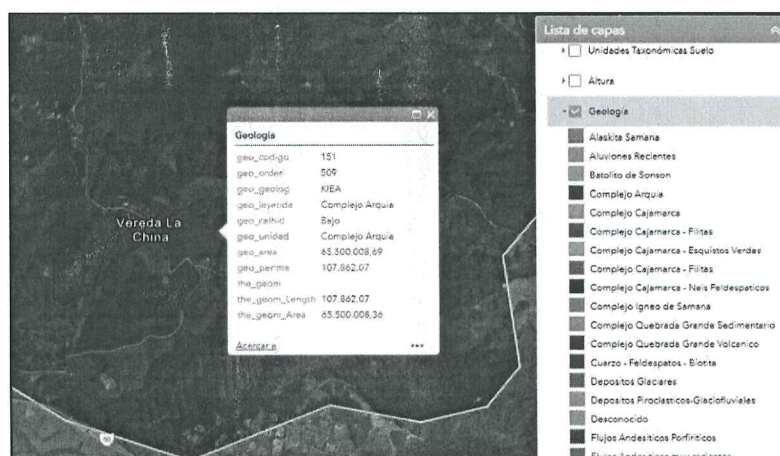 Lista de capas
Unidades Taxonómicas Suelo
Altura
Geología
Alaskita Samana
Aluviones Recientes
Batolito de Sonson
Complejo Arquia
Complejo Cajamarca
Complejo Cajamarca - Filitas
Complejo Cajamarca - Esquistos Verdes
Complejo Cajamarca - Filitas
Complejo Cajamarca - Neis Feldespaticos
Complejo Igneo de Samana
Complejo Quebrada Grande Sedimentario
Complejo Quebrada Grande Volcanico
Cuarzo - Feldespatos - Biotita
Depositos Glaciares
Depositos Piroclasticos-Glaciofluviales
Desconocido
Flujos Andesiticos Porfiriticos
Geología
geo_codigo 151
geo_orden 509
geo_geolog KIEA
geo_leyenda Complejo Arquia
geo_calhid Bajo
geo_unidad Complejo Arquia
geo_area 65.500.008,69
geo_perime 107.862,07
the_geom
the_geom_Length 107.862,07
the_geom_Area 65.500.008,36
Acercar a
Vereda La
China